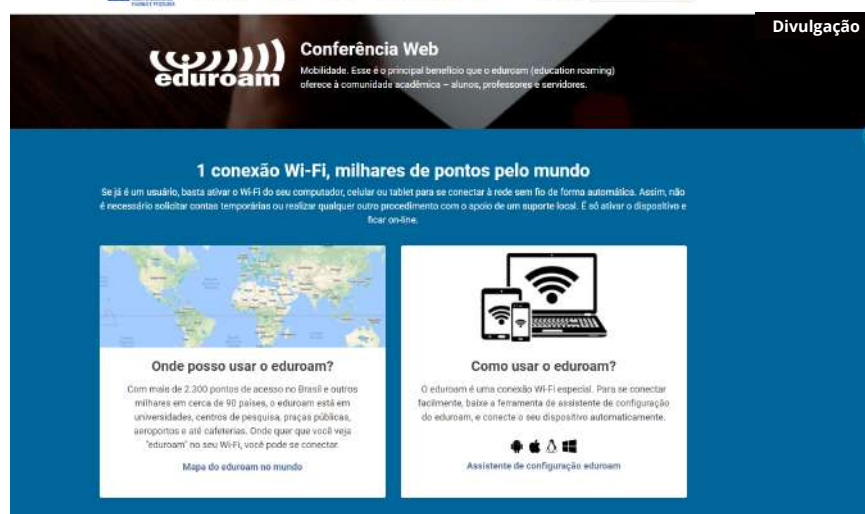 Divulgação
eduroam
Conferência Web
Mobilidade. Esse é o principal benefício que o eduroam (education roaming)
oferece à comunidade acadêmica – alunos, professores e servidores.
1 conexão Wi-Fi, milhares de pontos pelo mundo
Se já é um usuário, basta ativar o Wi-Fi do seu computador, celular ou tablet para se conectar à rede sem fio de forma automática. Assim, não
é necessário solicitar contas temporárias ou realizar qualquer outro procedimento com o apoio de um suporte local. É só ativar o dispositivo e
ficar on-line.
Onde posso usar o eduroam?
Com mais de 2.300 pontos de acesso no Brasil e outros
milhares em cerca de 90 países, o eduroam está em
universidades, centros de pesquisa, praças públicas,
aeroportos e até cafeterias. Onde quer que você veja
"eduroam" no seu Wi-Fi, você pode se conectar.
Mapa do eduroam no mundo
Como usar o eduroam?
O eduroam é uma conexão Wi-Fi especial. Para se conectar
facilmente, baixe a ferramenta de assistente de configuração
do eduroam, e conecte o seu dispositivo automaticamente.
Assistente de configuração eduroam